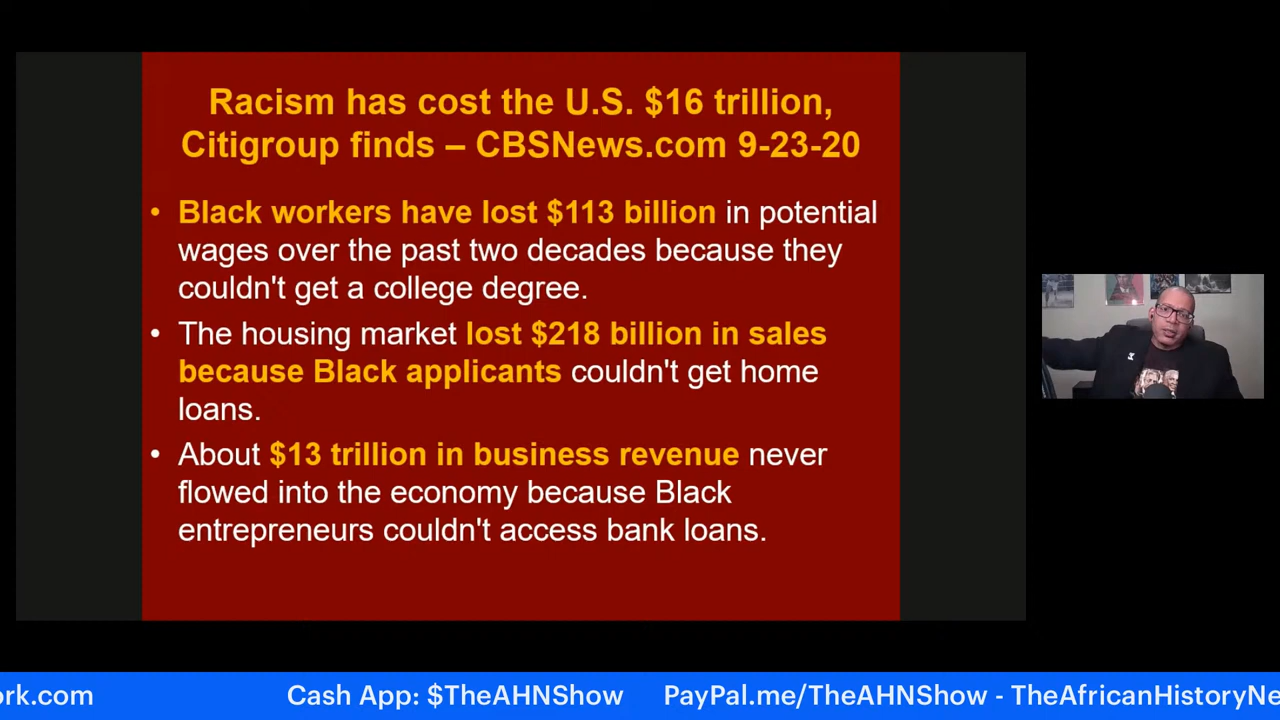 Racism has cost the U.S. $16 trillion,
Citigroup finds – CBSNews.com 9-23-20
• Black workers have lost $113 billion in potential
wages over the past two decades because they
couldn't get a college degree.
• The housing market lost $218 billion in sales
because Black applicants couldn't get home
loans.
• About $13 trillion in business revenue never
flowed into the economy because Black
entrepreneurs couldn't access bank loans.
ork.com Cash App: $TheAHNShow PayPal.me/TheAHNShow - TheAfricanHistoryNe